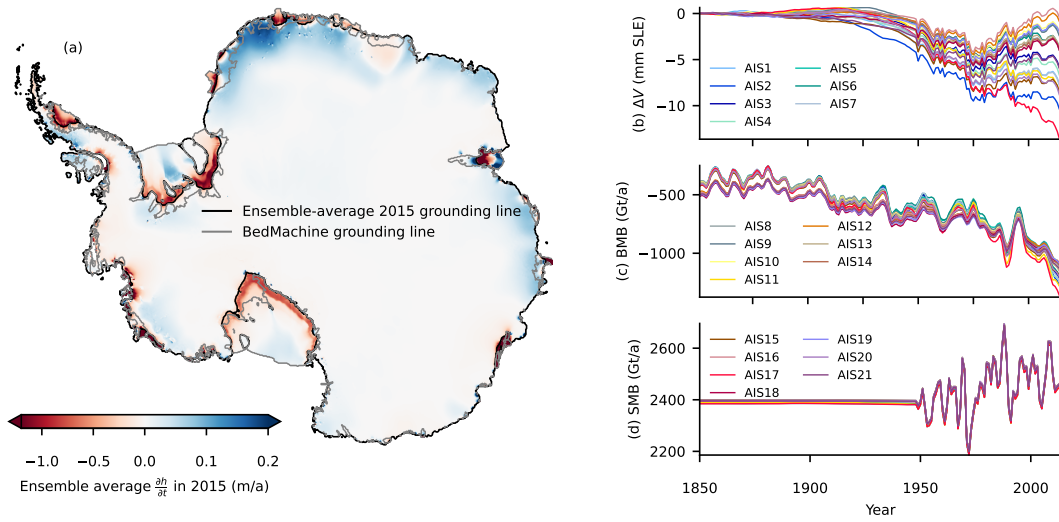 (a)
Ensemble-average 2015 grounding line
BedMachine grounding line
−1.0 −0.5 0.0 0.1 0.2
Ensemble average ∂h/∂t in 2015 (m/a)
(b) ΔV (mm SLE)
0
−5
−10
AIS1 AIS5
AIS2 AIS6
AIS3 AIS7
AIS4
(c) BMB (Gt/a)
−500
−1000
AIS8 AIS12
AIS9 AIS13
AIS10 AIS14
AIS11
(d) SMB (Gt/a)
2600
2400
2200
AIS15 AIS19
AIS16 AIS20
AIS17 AIS21
AIS18
1850 1900 1950 2000
Year